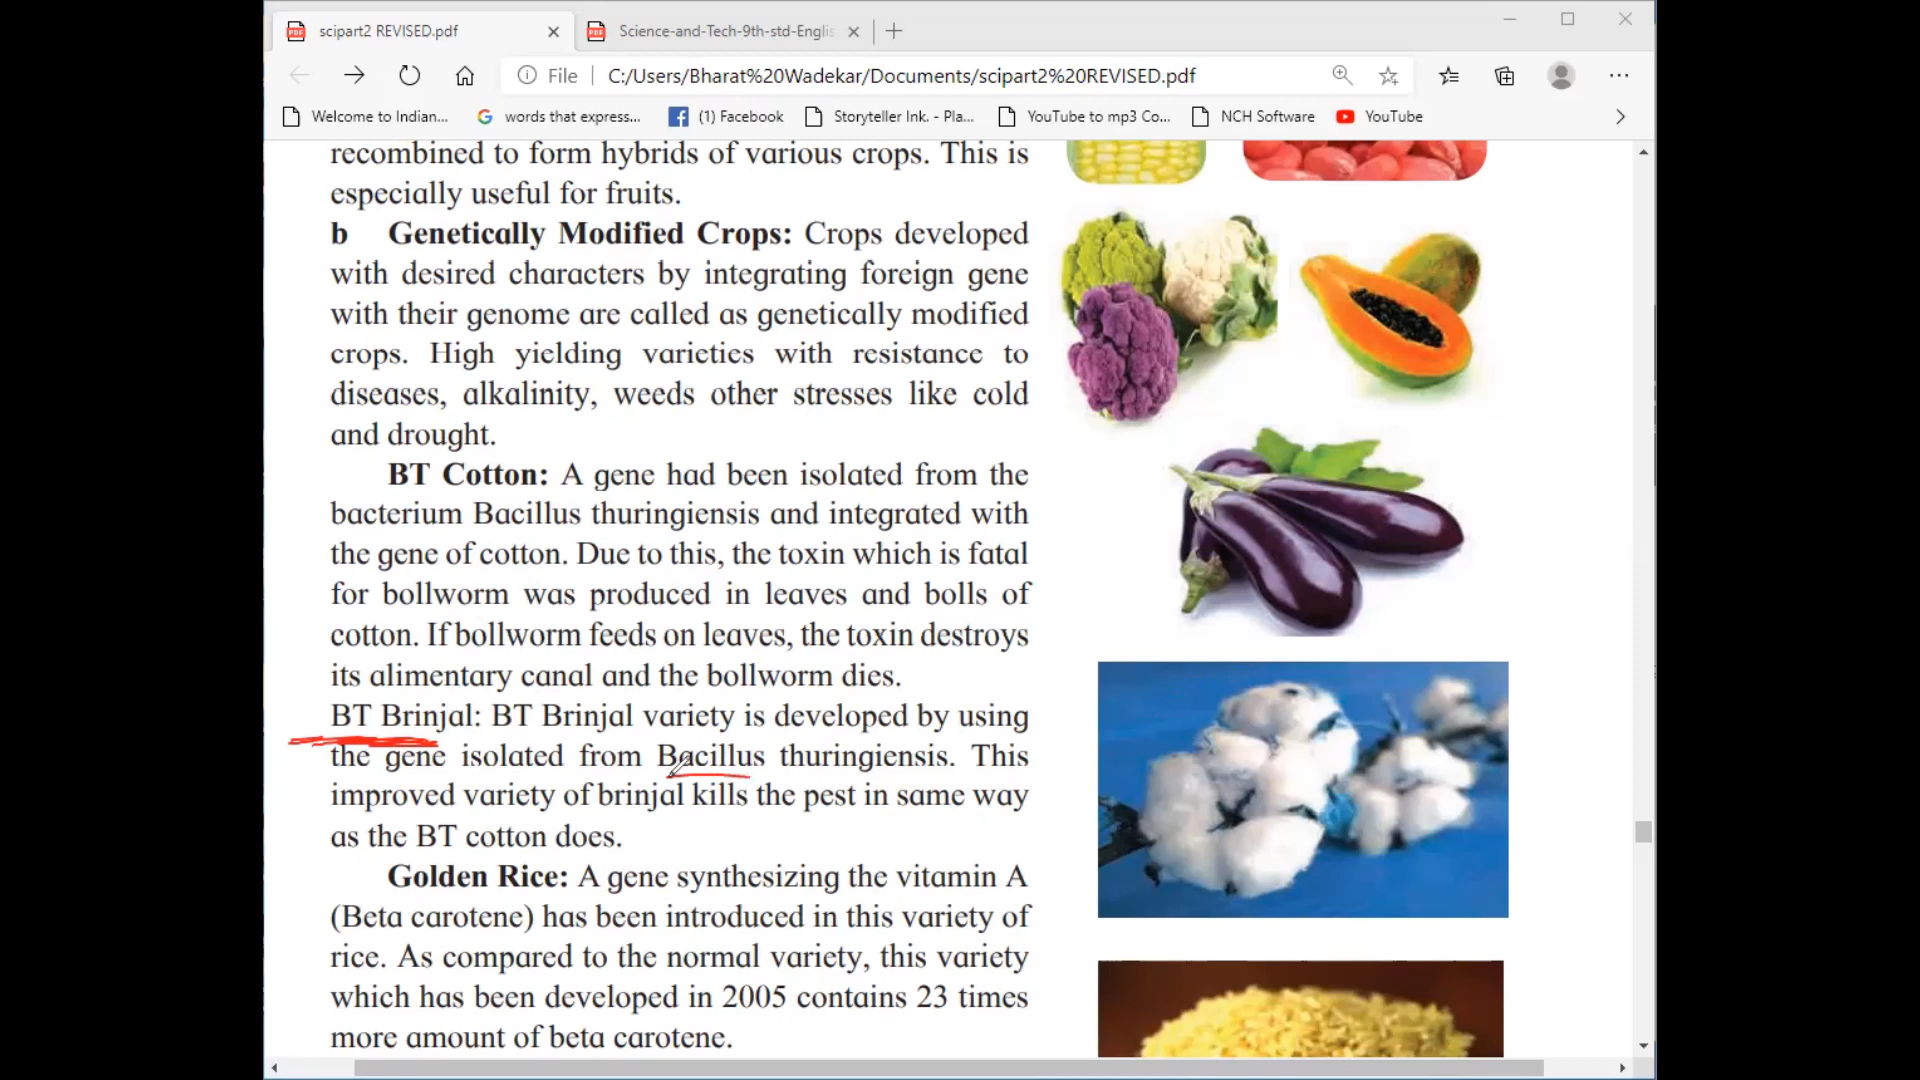 scipart2 REVISED.pdf
Science-and-Tech-9th-std-Englis
File
C:/Users/Bharat%20Wadekar/Documents/scipart2%20REVISED.pdf
Welcome to Indian...
words that express...
(1) Facebook
Storyteller Ink. - Pla...
YouTube to mp3 Co...
NCH Software
YouTube
recombined to form hybrids of various crops. This is
especially useful for fruits.
b Genetically Modified Crops: Crops developed
with desired characters by integrating foreign gene
with their genome are called as genetically modified
crops. High yielding varieties with resistance to
diseases, alkalinity, weeds other stresses like cold
and drought.
BT Cotton: A gene had been isolated from the
bacterium Bacillus thuringiensis and integrated with
the gene of cotton. Due to this, the toxin which is fatal
for bollworm was produced in leaves and bolls of
cotton. If bollworm feeds on leaves, the toxin destroys
its alimentary canal and the bollworm dies.
BT Brinjal: BT Brinjal variety is developed by using
the gene isolated from Bacillus thuringiensis. This
improved variety of brinjal kills the pest in same way
as the BT cotton does.
Golden Rice: A gene synthesizing the vitamin A
(Beta carotene) has been introduced in this variety of
rice. As compared to the normal variety, this variety
which has been developed in 2005 contains 23 times
more amount of beta carotene.